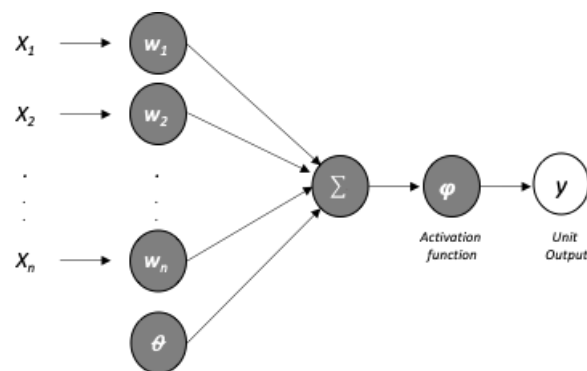 X1
w1
X2
w2
Σ
φ
y
Activation
function
Unit
Output
Xn
wn
θ